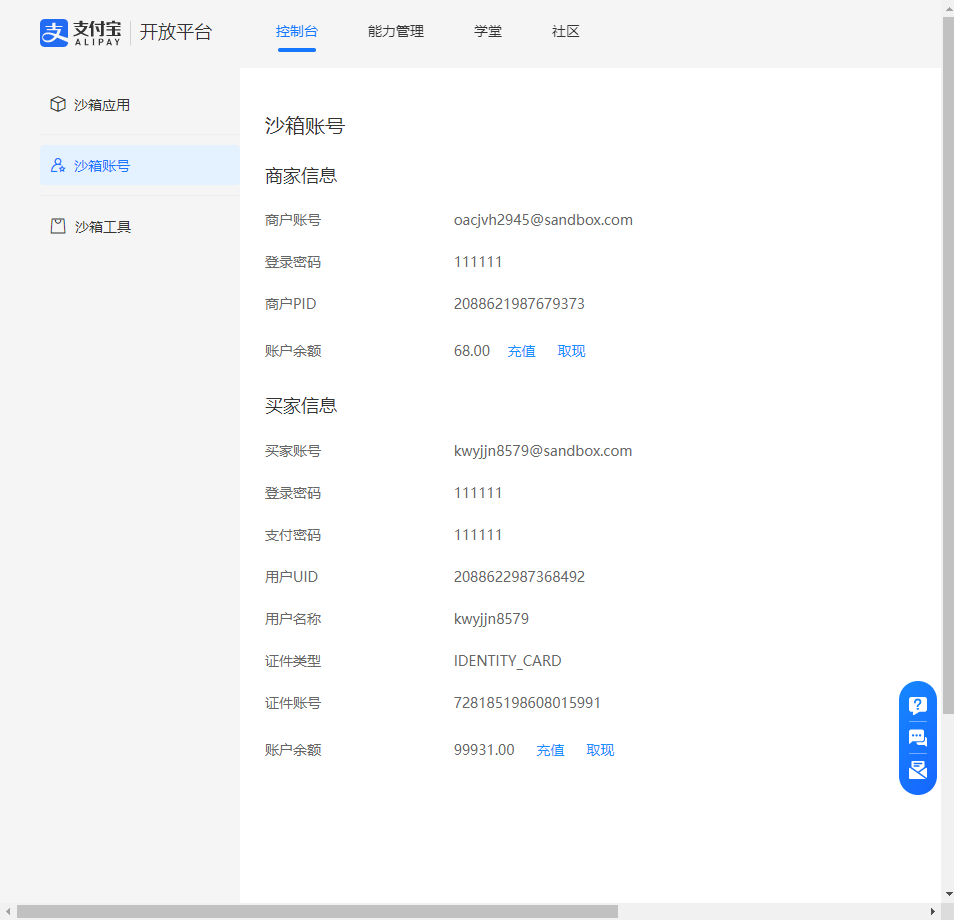 支付宝 ALIPAY 开放平台 控制台 能力管理 学堂 社区
沙箱应用
沙箱账号
沙箱工具
沙箱账号
商家信息
商户账号 oacjvh2945@sandbox.com
登录密码 111111
商户PID 2088621987679373
账户余额 68.00 充值 取现
买家信息
买家账号 kwyjjn8579@sandbox.com
登录密码 111111
支付密码 111111
用户UID 2088622987368492
用户名称 kwyjjn8579
证件类型 IDENTITY_CARD
证件账号 728185198608015991
账户余额 99931.00 充值 取现